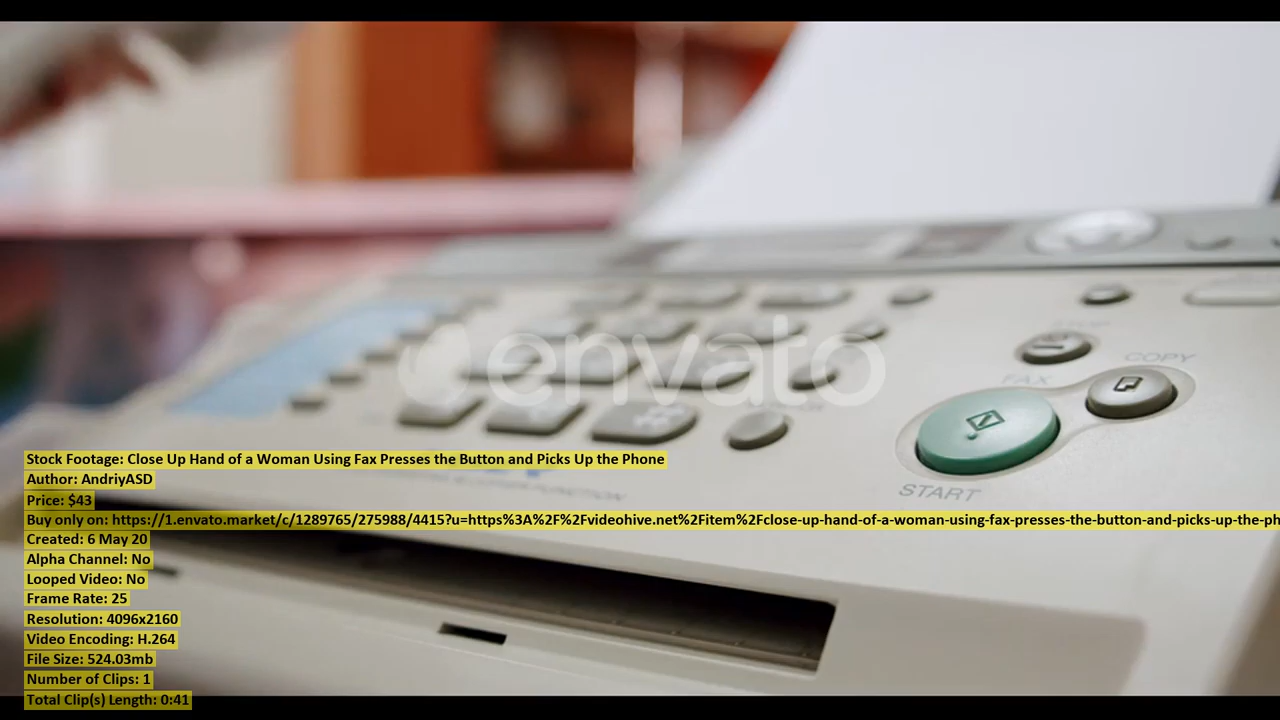 envato
FAX
COPY
START
Stock Footage: Close Up Hand of a Woman Using Fax Presses the Button and Picks Up the Phone
Author: AndriyASD
Price: $43
Buy only on: https://1.envato.market/c/1289765/275988/4415?u=https%3A%2F%2Fvideohive.net%2Fitem%2Fclose-up-hand-of-a-woman-using-fax-presses-the-button-and-picks-up-the-ph
Created: 6 May 20
Alpha Channel: No
Looped Video: No
Frame Rate: 25
Resolution: 4096x2160
Video Encoding: H.264
File Size: 524.03mb
Number of Clips: 1
Total Clip(s) Length: 0:41